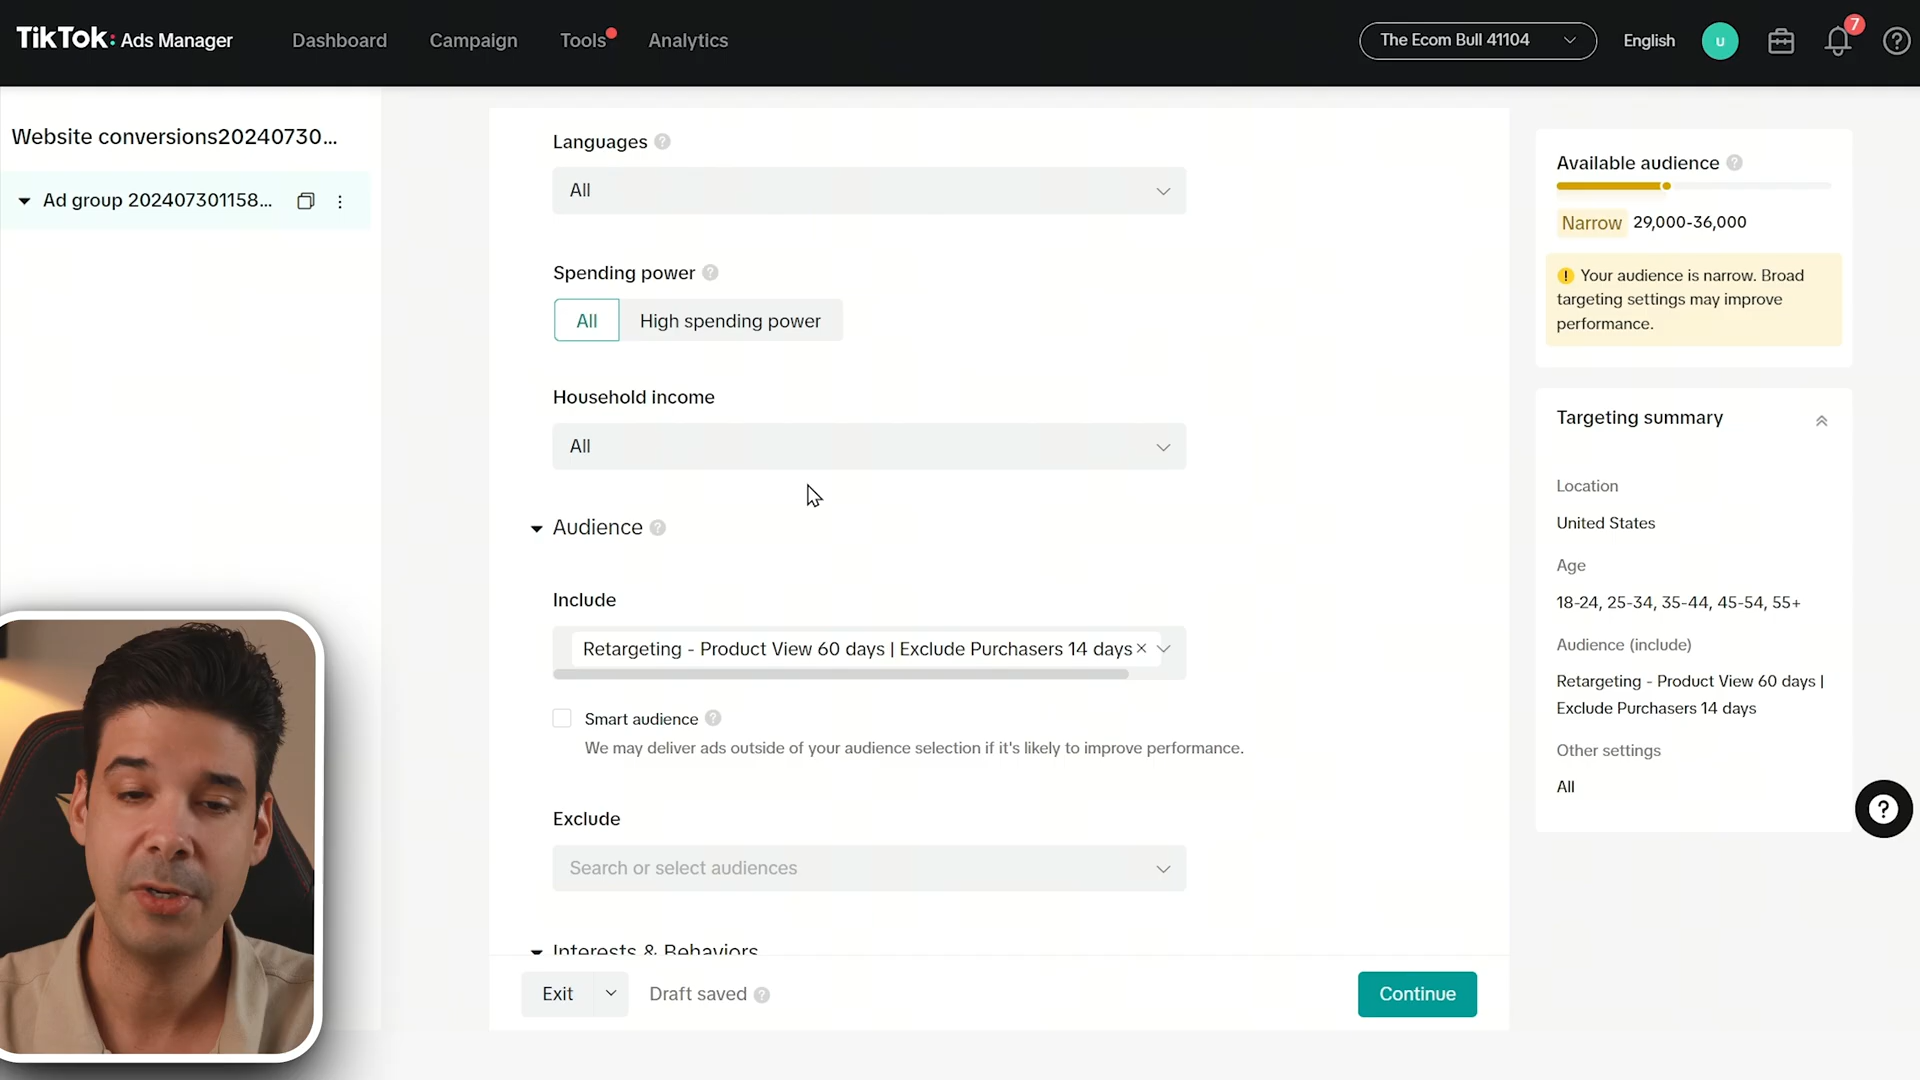 TikTok: Ads Manager
Dashboard
Campaign
Tools
Analytics
The Ecom Bull 41104
English
U
7
Website conversions20240730...
Ad group 202407301158...
Languages
All
Spending power
All
High spending power
Household income
All
Audience
Include
Retargeting - Product View 60 days | Exclude Purchasers 14 days
Smart audience
We may deliver ads outside of your audience selection if it's likely to improve performance.
Exclude
Search or select audiences
Interests & Behaviors
Exit
Draft saved
Continue
Available audience
Narrow 29,000-36,000
Your audience is narrow. Broad
targeting settings may improve
performance.
Targeting summary
Location
United States
Age
18-24, 25-34, 35-44, 45-54, 55+
Audience (include)
Retargeting - Product View 60 days |
Exclude Purchasers 14 days
Other settings
All